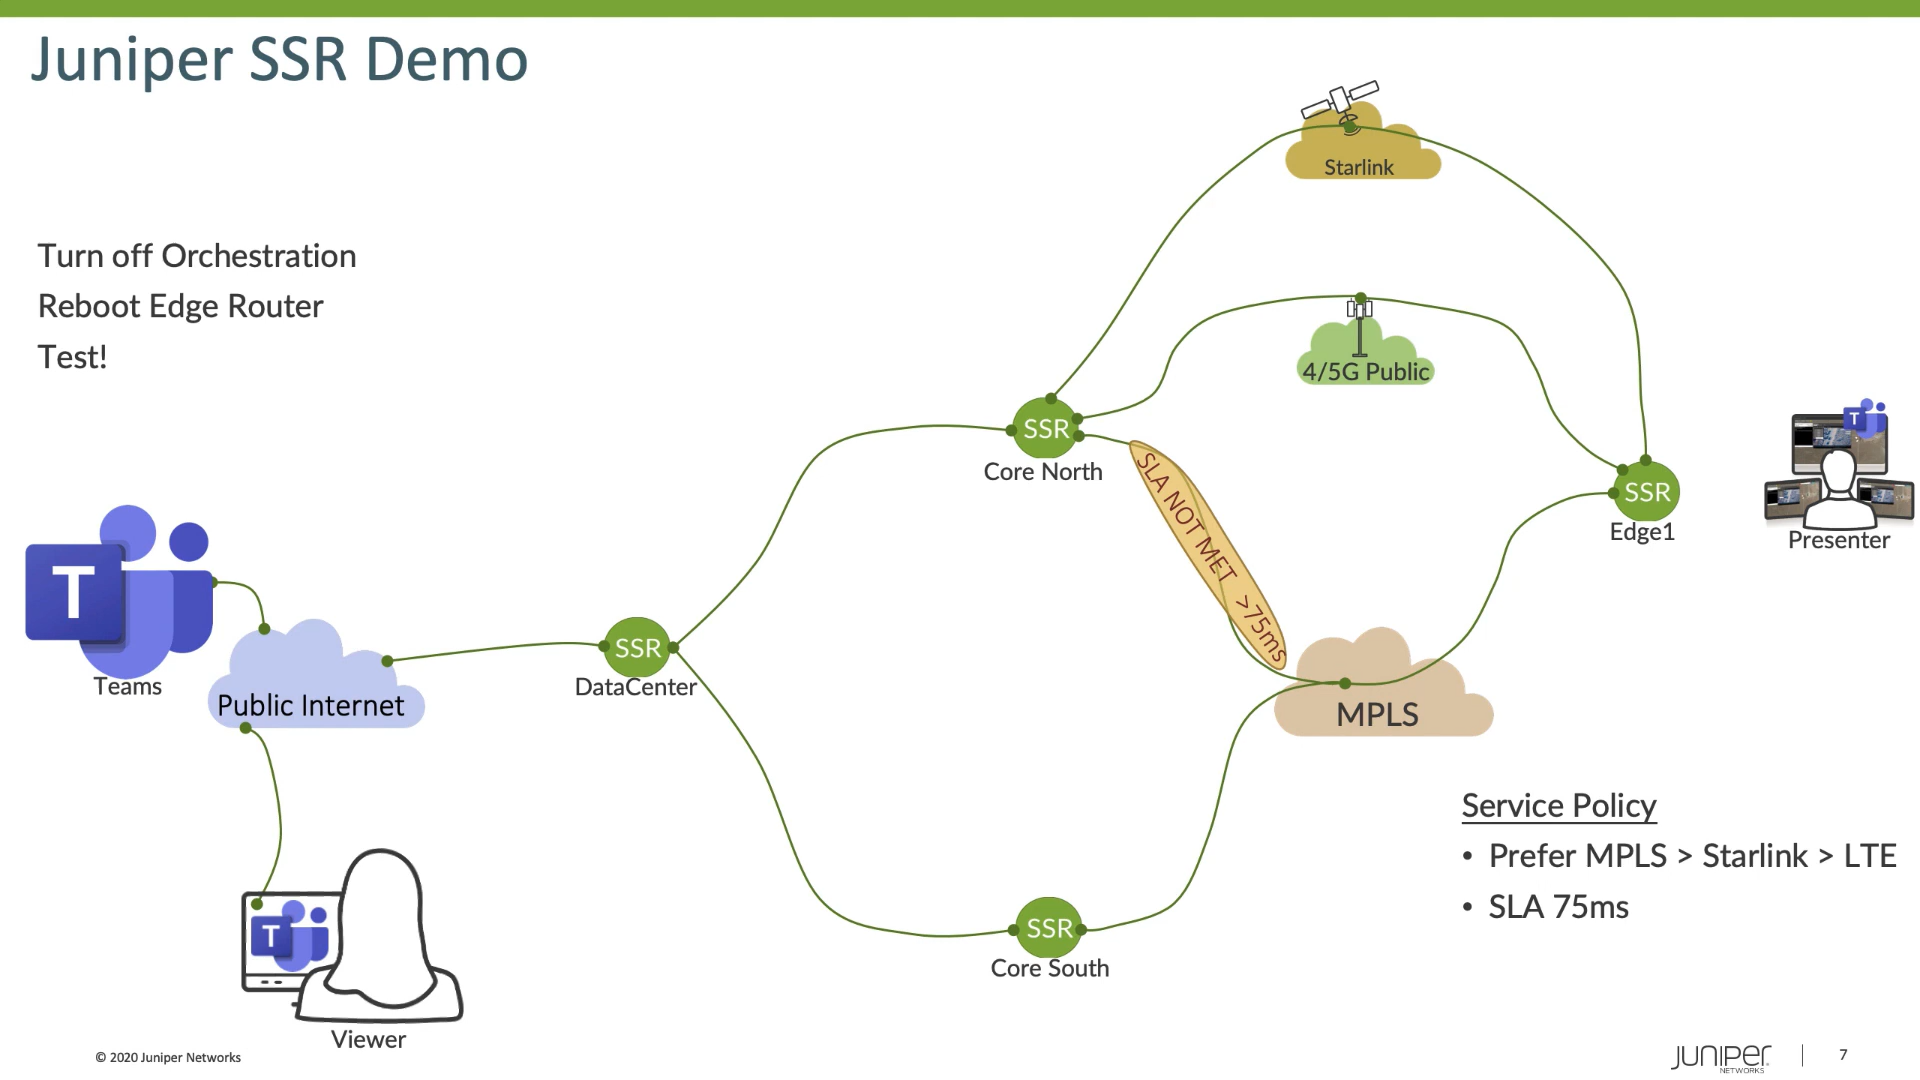 Juniper SSR Demo
Turn off Orchestration
Reboot Edge Router
Test!
Starlink
4/5G Public
SSR
Core North
SLA NOT MET >75ms
SSR
Edge1
T
Presenter
T
Teams
Public Internet
SSR
DataCenter
MPLS
Service Policy
• Prefer MPLS > Starlink > LTE
• SLA 75ms
T
Viewer
SSR
Core South
© 2020 Juniper Networks
JUNIPER
NETWORKS
7